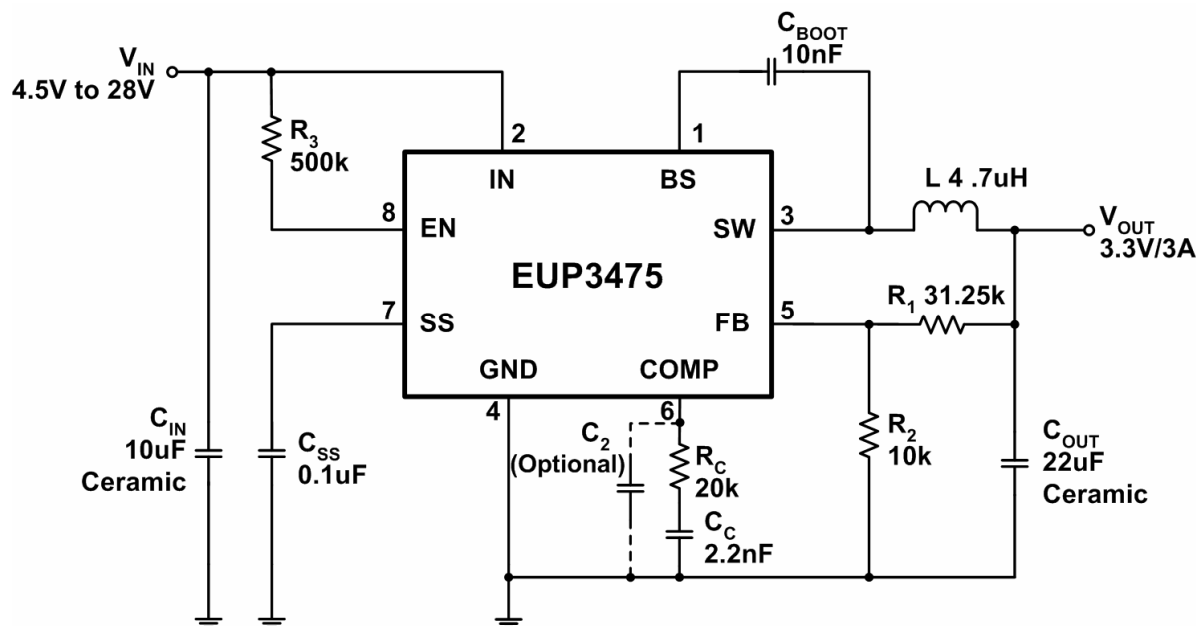 C_BOOT
10nF
V_IN
4.5V to 28V
R_3
500k
2
1
IN
BS
L 4 .7uH
8
EN
SW
3
V_OUT
3.3V/3A
EUP3475
R_1 31.25k
7
SS
FB
5
GND
COMP
4
6
C_IN
10uF
Ceramic
C_SS
0.1uF
C_2
(Optional)
R_C
20k
C_C
2.2nF
R_2
10k
C_OUT
22uF
Ceramic